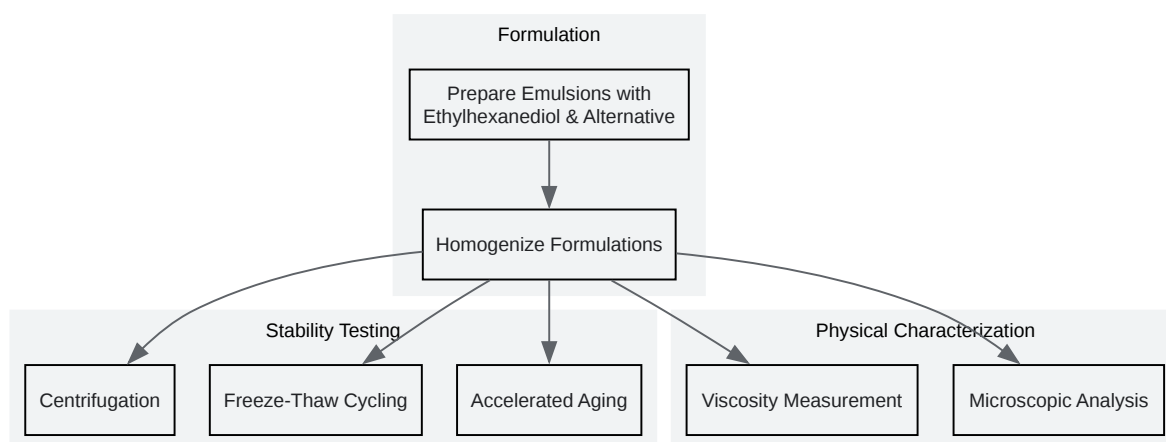 Formulation
Prepare Emulsions with
Ethylhexanediol & Alternative
Homogenize Formulations
Stability Testing
Physical Characterization
Centrifugation
Freeze-Thaw Cycling
Accelerated Aging
Viscosity Measurement
Microscopic Analysis